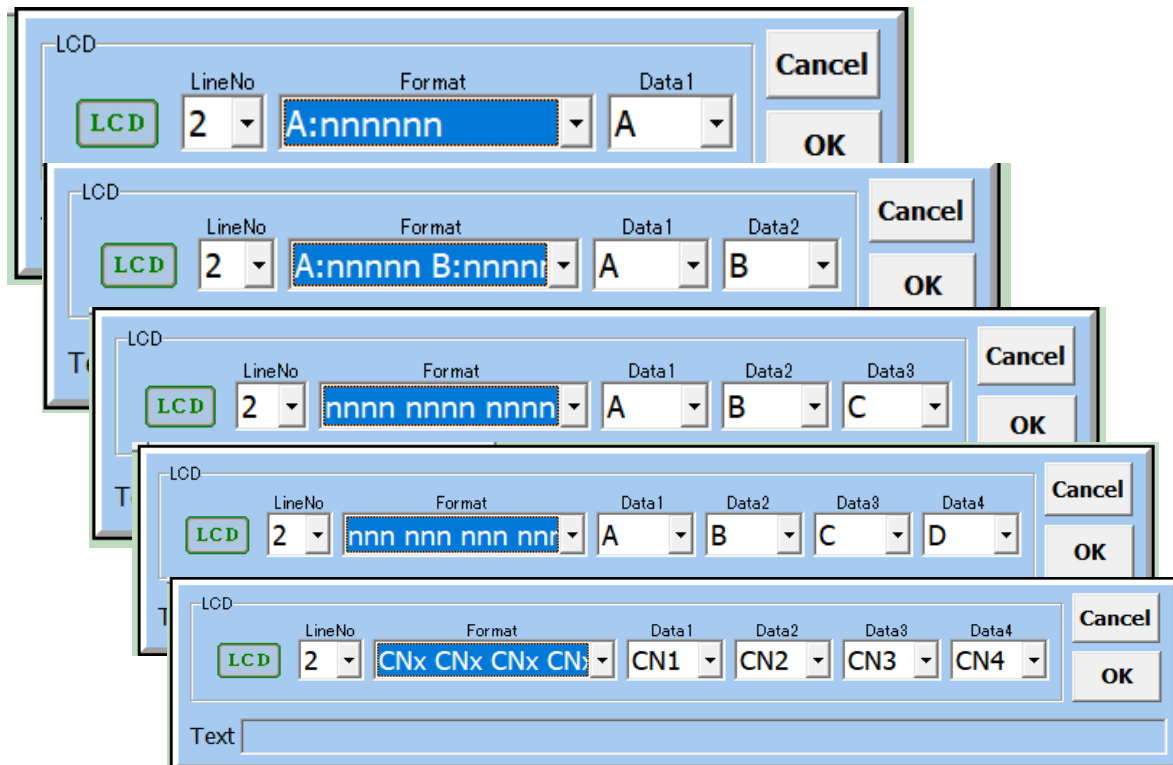 LCD
Cancel
LineNo Format Data1
LCD 2 A:nnnnnn A
OK
LCD
Cancel
LineNo Format Data1 Data2
LCD 2 A:nnnnn B:nnnn A B
OK
LCD
Cancel
LineNo Format Data1 Data2 Data3
LCD 2 nnnn nnnn nnnn A B C
OK
LCD
Cancel
LineNo Format Data1 Data2 Data3 Data4
LCD 2 nnn nnn nnn nnn A B C D
OK
LCD
Cancel
LineNo Format Data1 Data2 Data3 Data4
LCD 2 CNx CNx CNx CNx CN1 CN2 CN3 CN4
OK
Text